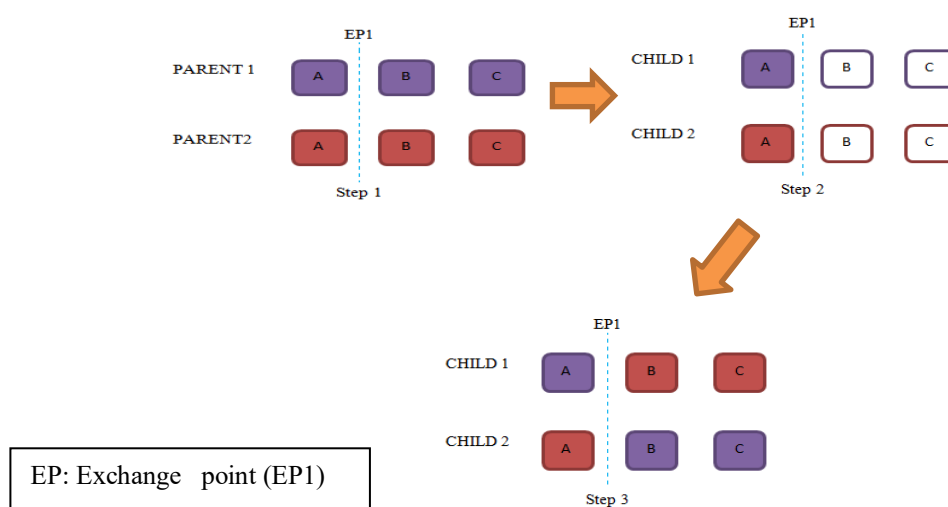 EP1
PARENT 1 A B C
PARENT2 A B C
Step 1
EP1
CHILD 1 A B C
CHILD 2 A B C
Step 2
EP1
CHILD 1 A B C
CHILD 2 A B C
Step 3
EP: Exchange point (EP1)